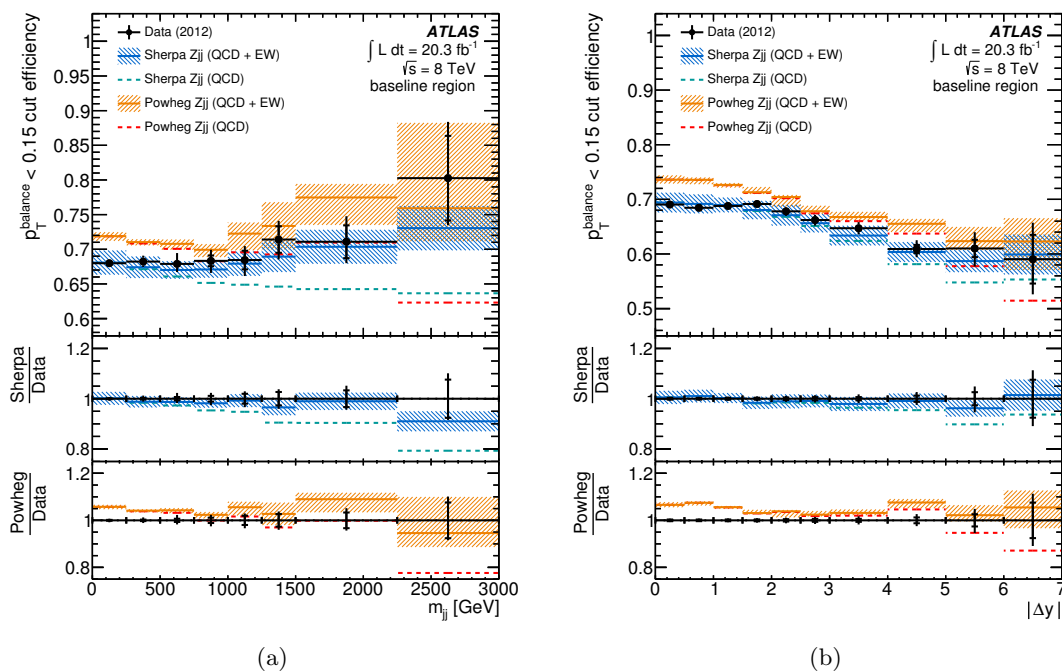 p_T^balance < 0.15 cut efficiency
1
0.95
0.9
0.85
0.8
0.75
0.7
0.65
0.6
Data (2012)
Sherpa Zjj (QCD + EW)
Sherpa Zjj (QCD)
Powheg Zjj (QCD + EW)
Powheg Zjj (QCD)
ATLAS
∫ L dt = 20.3 fb⁻¹
√s = 8 TeV
baseline region
Sherpa
Data
1.2
1
0.8
Powheg
Data
1.2
1
0.8
0 500 1000 1500 2000 2500 3000
m_jj [GeV]
(a)
p_T^balance < 0.15 cut efficiency
1
0.9
0.8
0.7
0.6
0.5
Data (2012)
Sherpa Zjj (QCD + EW)
Sherpa Zjj (QCD)
Powheg Zjj (QCD + EW)
Powheg Zjj (QCD)
ATLAS
∫ L dt = 20.3 fb⁻¹
√s = 8 TeV
baseline region
Sherpa
Data
1.2
1
0.8
Powheg
Data
1.2
1
0.8
0 1 2 3 4 5 6 7
|Δy|
(b)